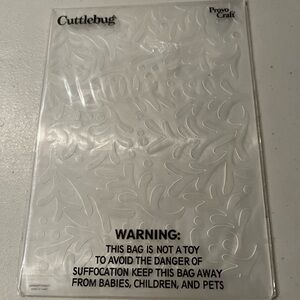 Cuttlebug
Provo
Craft
WARNING:
THIS BAG IS NOT A TOY
TO AVOID THE DANGER OF
SUFFOCATION KEEP THIS BAG AWAY
FROM BABIES, CHILDREN, AND PETS